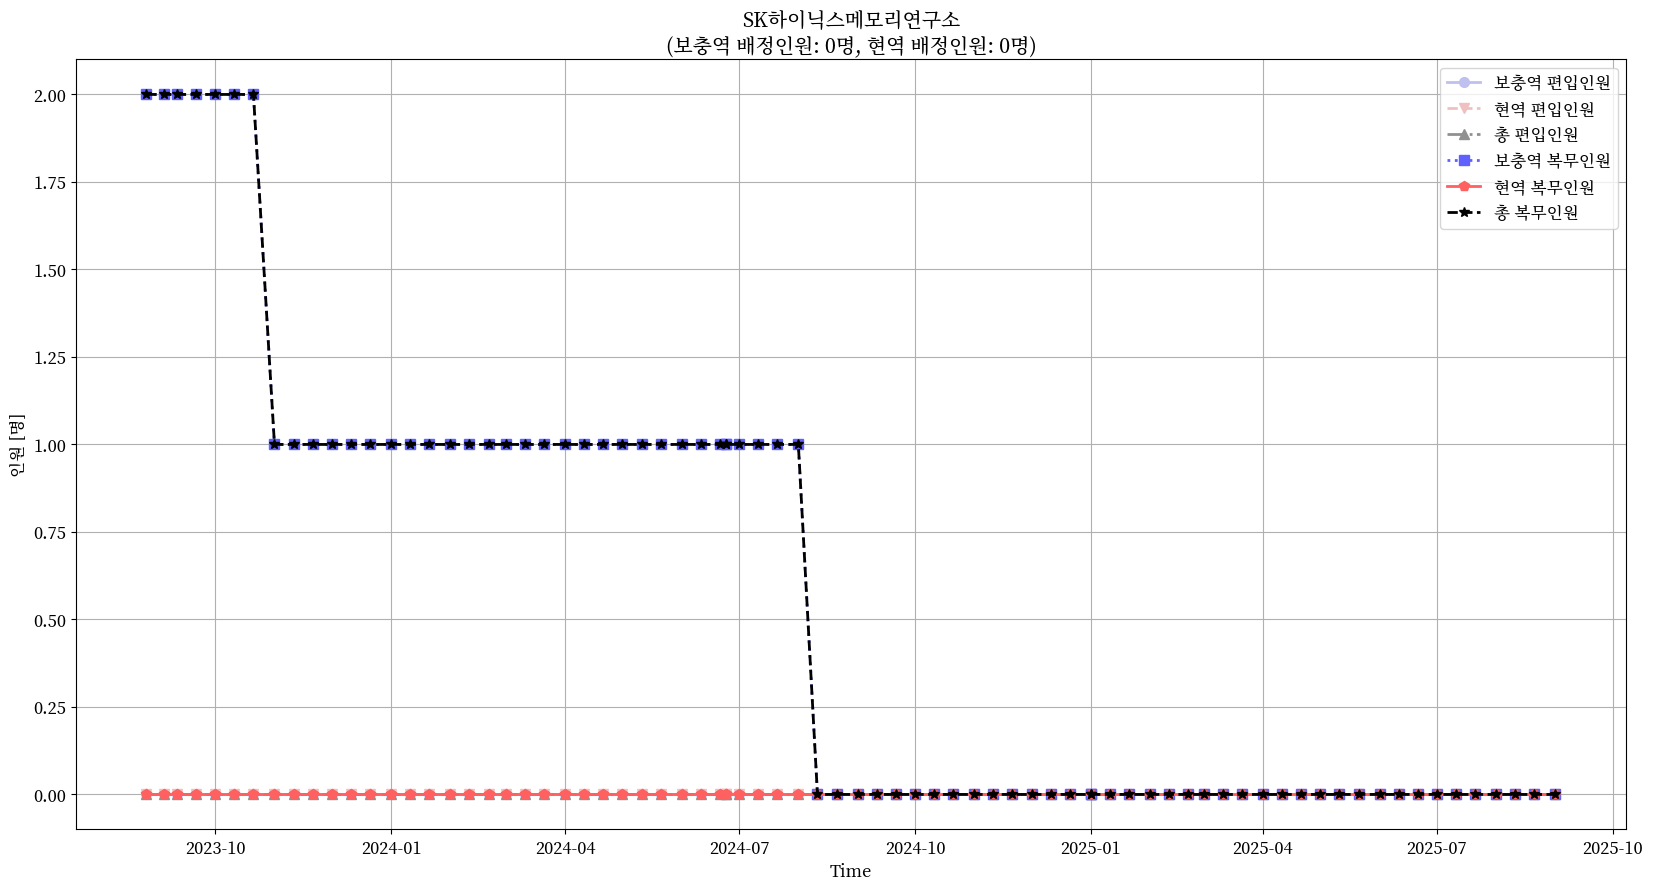 SK하이닉스메모리연구소
(보충역 배정인원: 0명, 현역 배정인원: 0명)
보충역 편입인원
현역 편입인원
총 편입인원
보충역 복무인원
현역 복무인원
총 복무인원
인원 [명]
2.00
1.75
1.50
1.25
1.00
0.75
0.50
0.25
0.00
2023-10
2024-01
2024-04
2024-07
2024-10
2025-01
2025-04
2025-07
2025-10
Time